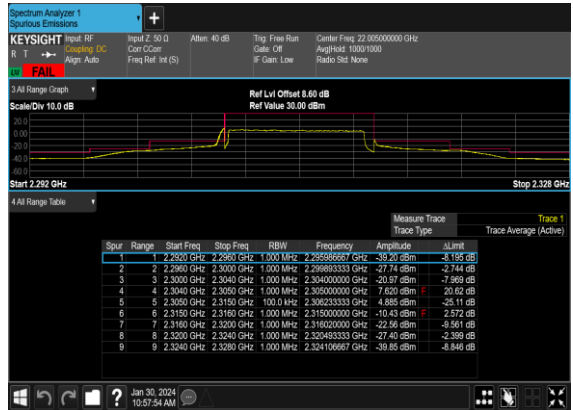 Spectrum Analyzer 1
Spurious Emissions
KEYSIGHT Input: RF Input Z: 50 Ω Atten: 40 dB Trig: Free Run Center Freq: 22.005000000 GHz
R T Coupling: DC Corr CCorr Gate: Off Avg|Hold: 1000/1000
Align: Auto Freq Ref: Int (S) IF Gain: Low Radio Std: None
FAIL
3 All Range Graph
Ref Lvl Offset 8.60 dB
Scale/Div 10.0 dB Ref Value 30.00 dBm
20.0
0.00
-20.0
-40.0
-60.0
Start 2.292 GHz Stop 2.328 GHz
4 All Range Table
Measure Trace Trace 1
Trace Type Trace Average (Active)
Spur Range Start Freq Stop Freq RBW Frequency Amplitude ΔLimit
1 1 2.2920 GHz 2.2960 GHz 1.000 MHz 2.295986667 GHz -39.20 dBm -8.195 dB
2 2 2.2960 GHz 2.3000 GHz 1.000 MHz 2.299893333 GHz -27.74 dBm -2.744 dB
3 3 2.3000 GHz 2.3040 GHz 1.000 MHz 2.304000000 GHz -20.97 dBm -7.969 dB
4 4 2.3040 GHz 2.3050 GHz 1.000 MHz 2.305000000 GHz 7.620 dBm F 20.62 dB
5 5 2.3050 GHz 2.3150 GHz 100.0 kHz 2.306233333 GHz 4.885 dBm -25.11 dB
6 6 2.3150 GHz 2.3160 GHz 1.000 MHz 2.315000000 GHz -10.43 dBm F 2.572 dB
7 7 2.3160 GHz 2.3200 GHz 1.000 MHz 2.316020000 GHz -22.56 dBm -9.561 dB
8 8 2.3200 GHz 2.3240 GHz 1.000 MHz 2.320493333 GHz -27.40 dBm -2.399 dB
9 9 2.3240 GHz 2.3280 GHz 1.000 MHz 2.324106667 GHz -39.85 dBm -8.846 dB
Jan 30, 2024
10:57:54 AM